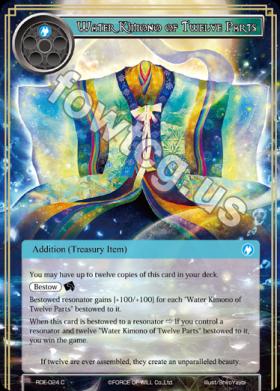 Water Kimono of Twelve Parts
fowtcg.us
Addition (Treasury Item)
You may have up to twelve copies of this card in your deck.
Bestow
Bestowed resonator gains [+100/+100] for each "Water Kimono of
Twelve Parts" bestowed to it.
When this card is bestowed to a resonator ⇨ If you control a
resonator with twelve "Water Kimono of Twelve Parts" bestowed to it,
you win the game.
If twelve are ever assembled, they create an unparalleled beauty.
RDE-024 C
©FORCE OF WILL Co.,Ltd.